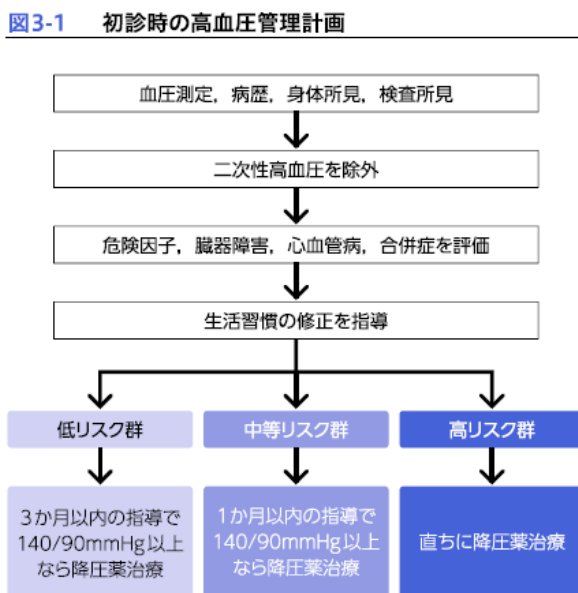 図3-1 初診時の高血圧管理計画
血圧測定，病歴，身体所見，検査所見
二次性高血圧を除外
危険因子，臓器障害，心血管病，合併症を評価
生活習慣の修正を指導
低リスク群
中等リスク群
高リスク群
3か月以内の指導で
140/90mmHg以上
なら降圧薬治療
1か月以内の指導で
140/90mmHg以上
なら降圧薬治療
直ちに降圧薬治療